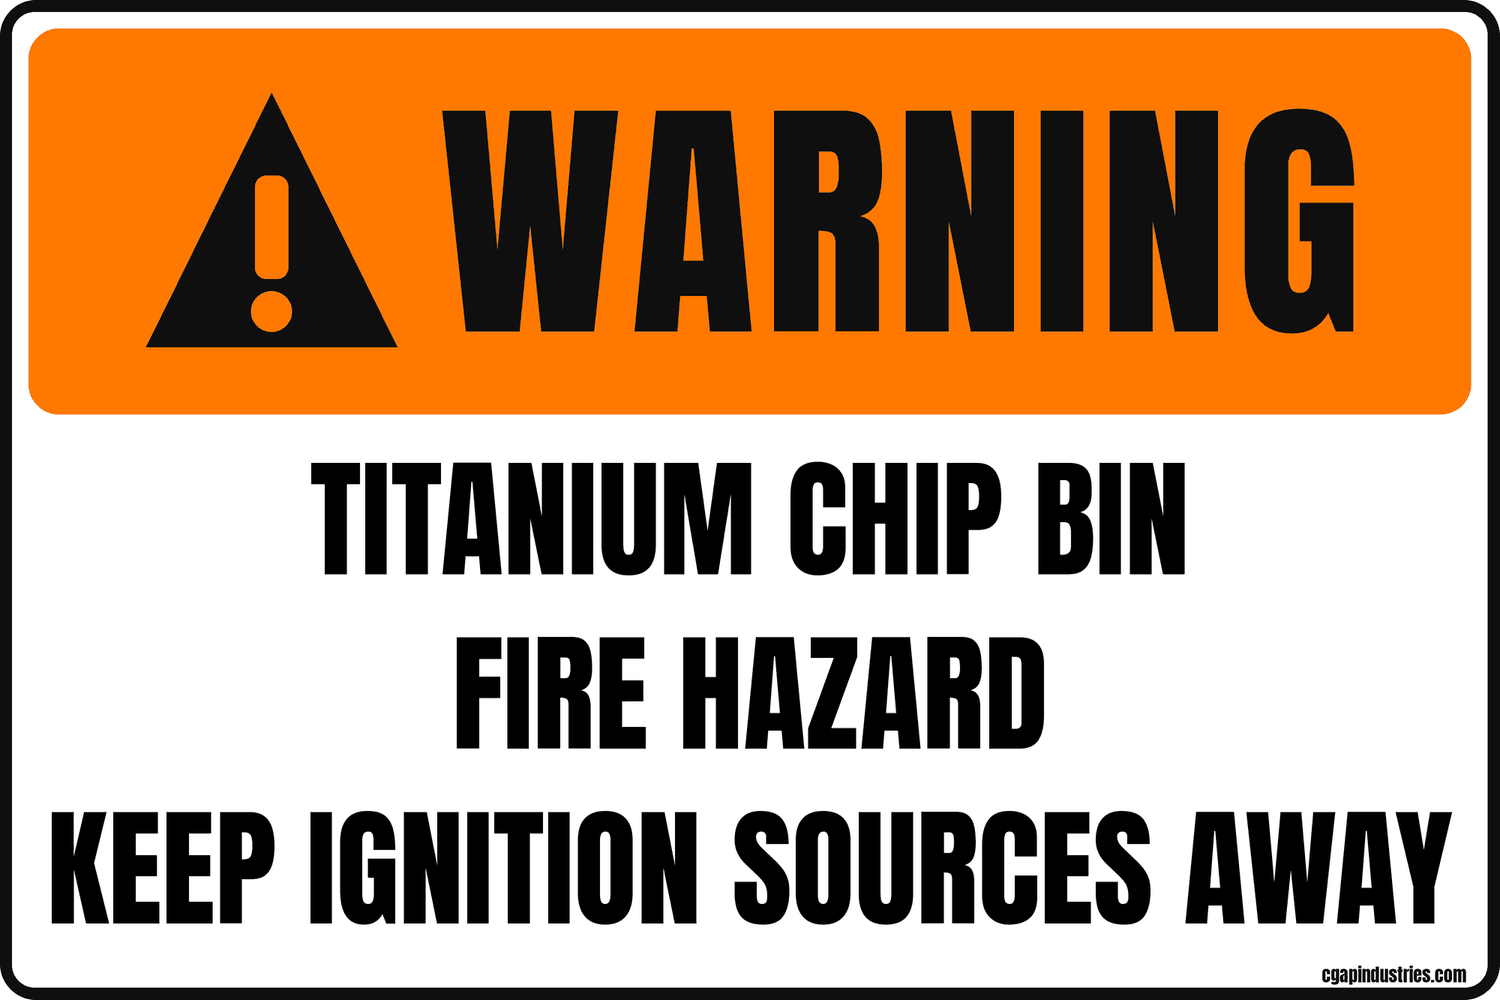 WARNING
TITANIUM CHIP BIN
FIRE HAZARD
KEEP IGNITION SOURCES AWAY
cgapindustries.com